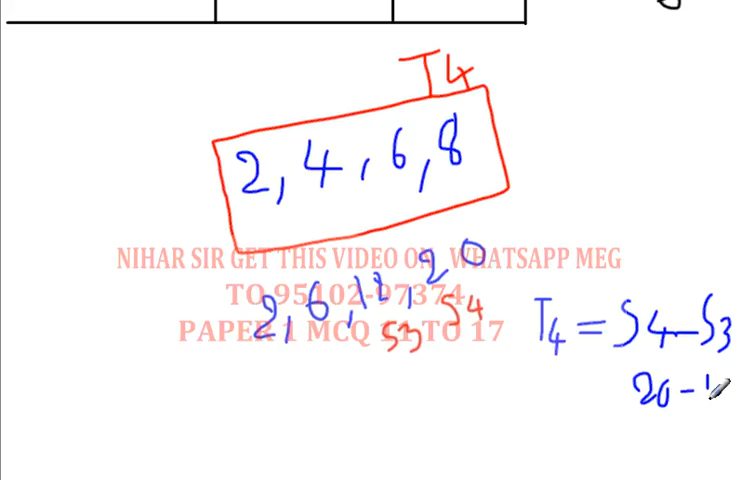 T4
2, 4, 6, 8
NIHAR SIR GET THIS VIDEO ON WHATSAPP MEG
TO 95102-97374
PAPER 1 MCQ 11 TO 17
2, 6, 12, 20
S3 S4
T4 = S4-S3
20-1